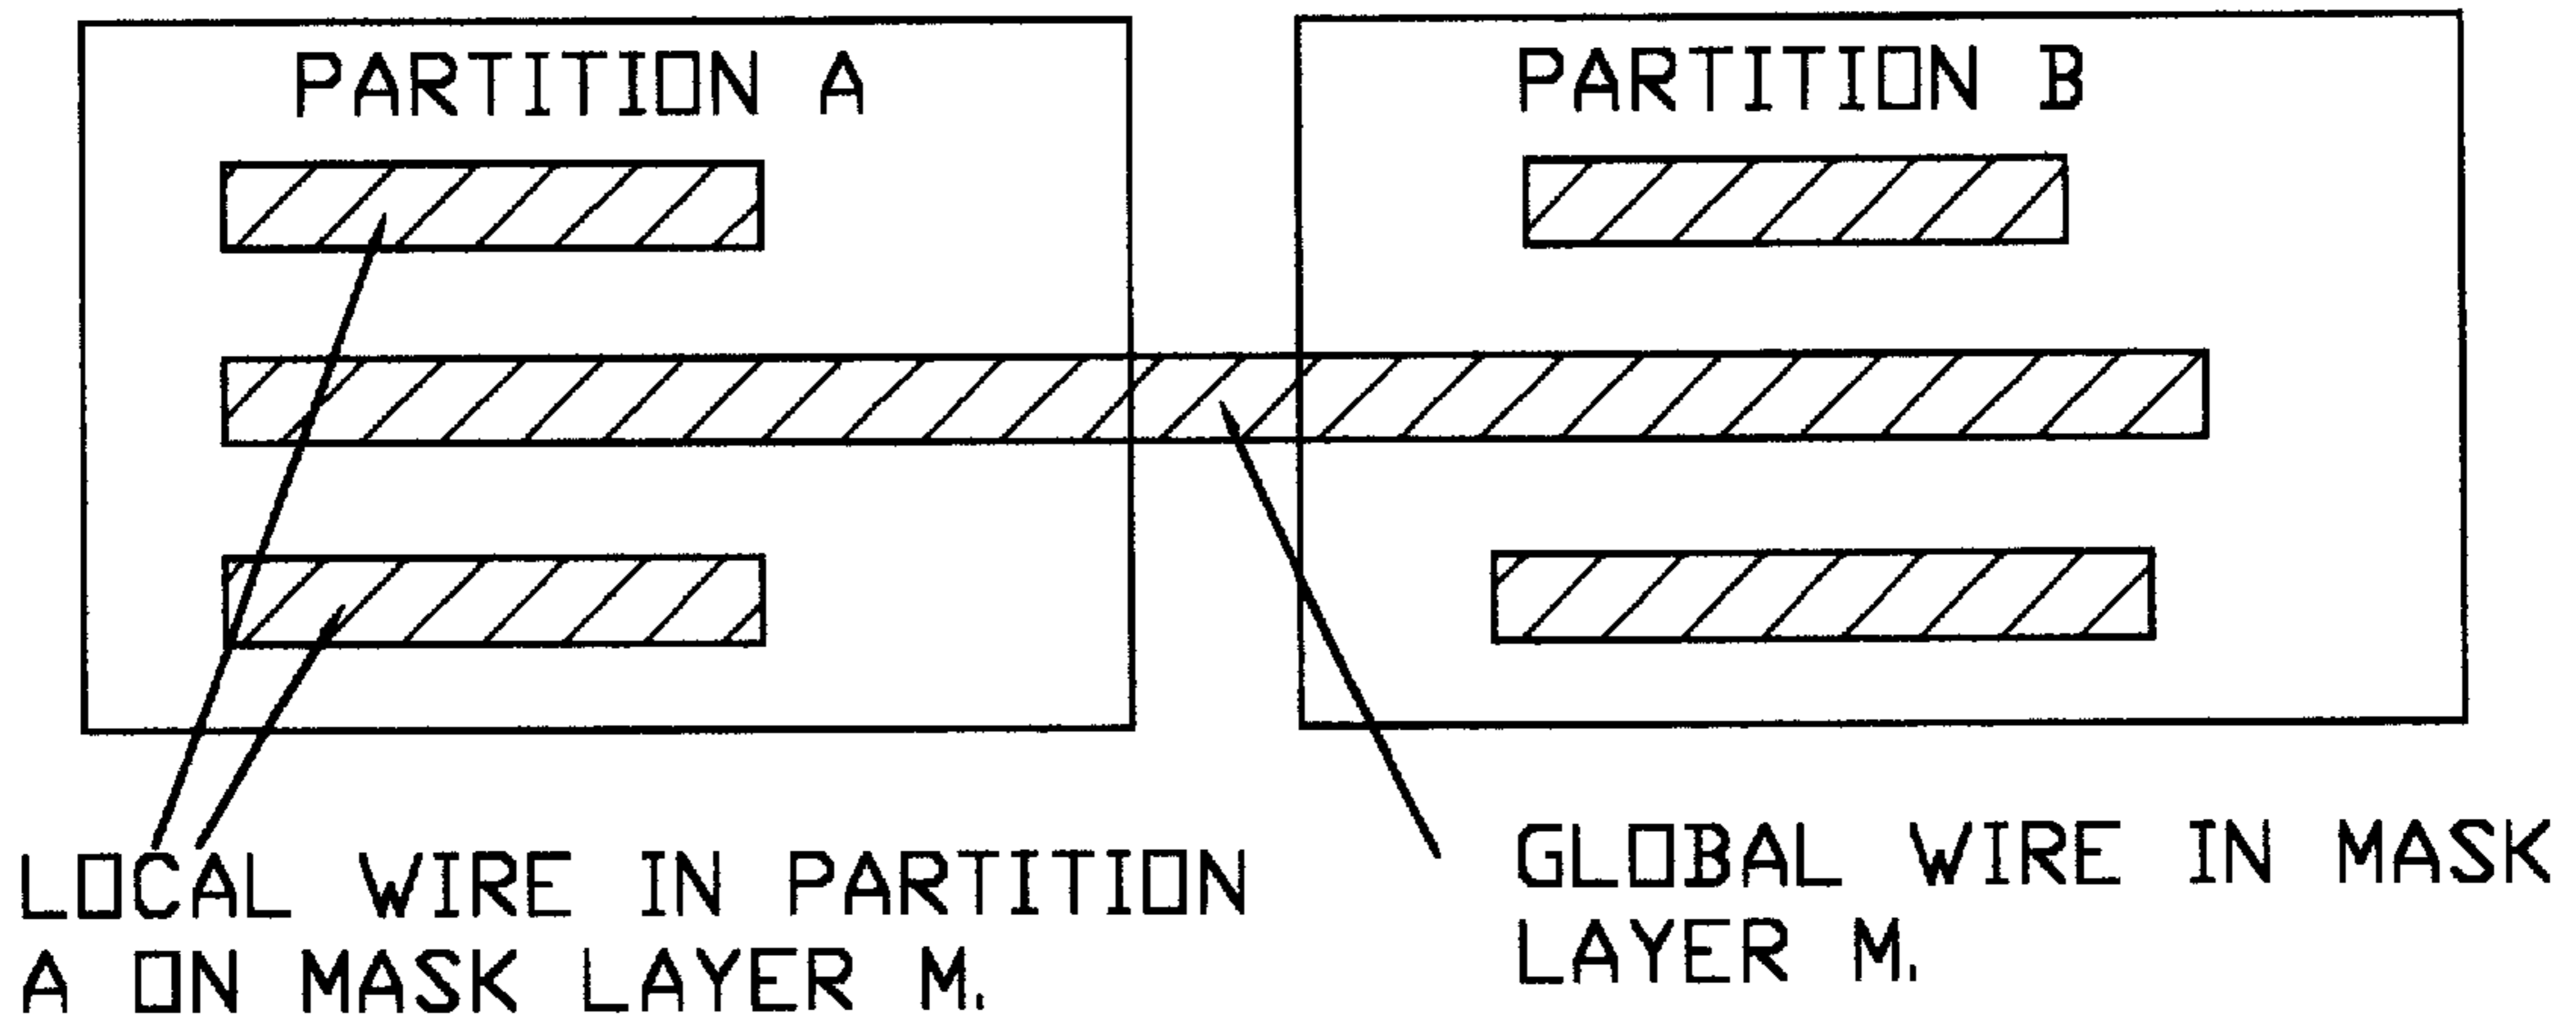 PARTITION A
PARTITION B
LOCAL WIRE IN PARTITION
A ON MASK LAYER M.
GLOBAL WIRE IN MASK
LAYER M.